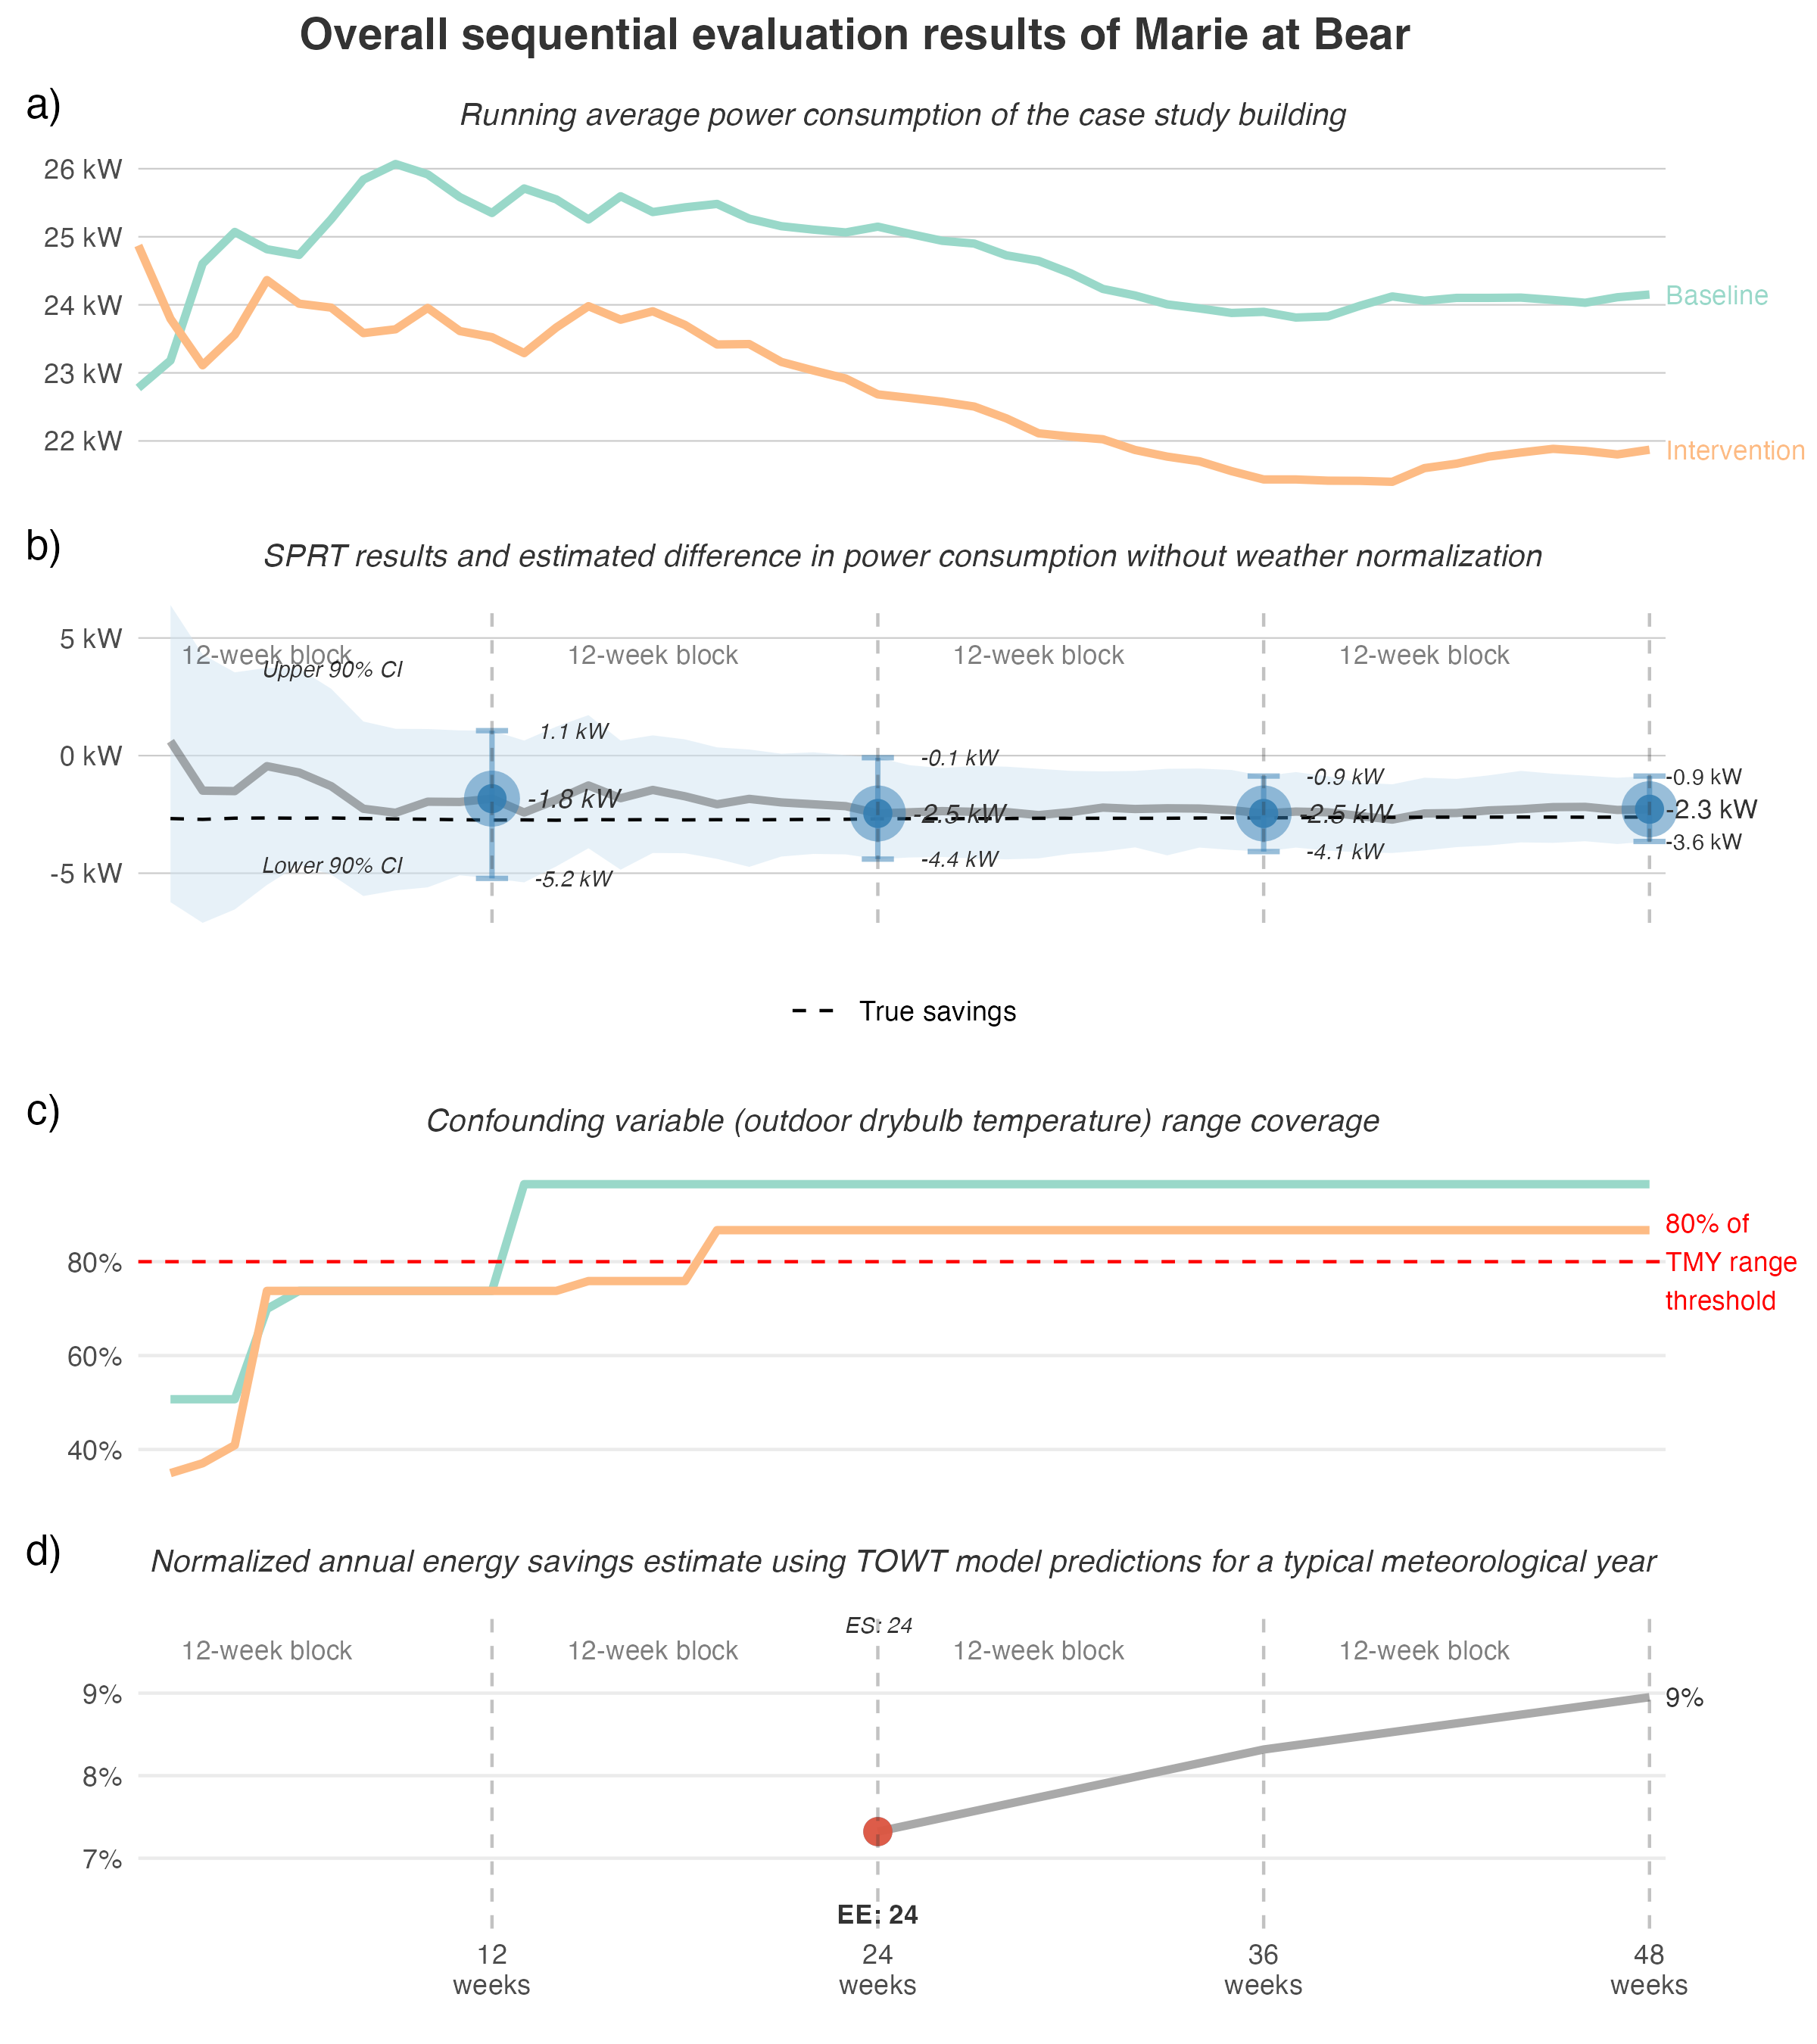 Overall sequential evaluation results of Marie at Bear
a)
Running average power consumption of the case study building
26 kW
25 kW
24 kW
23 kW
22 kW
Baseline
Intervention
b)
SPRT results and estimated difference in power consumption without weather normalization
5 kW
0 kW
-5 kW
12-week block
12-week block
12-week block
12-week block
Upper 90% CI
Lower 90% CI
1.1 kW
-1.8 kW
-5.2 kW
-0.1 kW
-2.5 kW
-4.4 kW
-0.9 kW
-2.5 kW
-4.1 kW
-0.9 kW
-2.3 kW
-3.6 kW
True savings
c)
Confounding variable (outdoor drybulb temperature) range coverage
80%
60%
40%
80% of
TMY range
threshold
d)
Normalized annual energy savings estimate using TOWT model predictions for a typical meteorological year
ES: 24
12-week block
12-week block
12-week block
12-week block
9%
8%
7%
9%
EE: 24
12
weeks
24
weeks
36
weeks
48
weeks